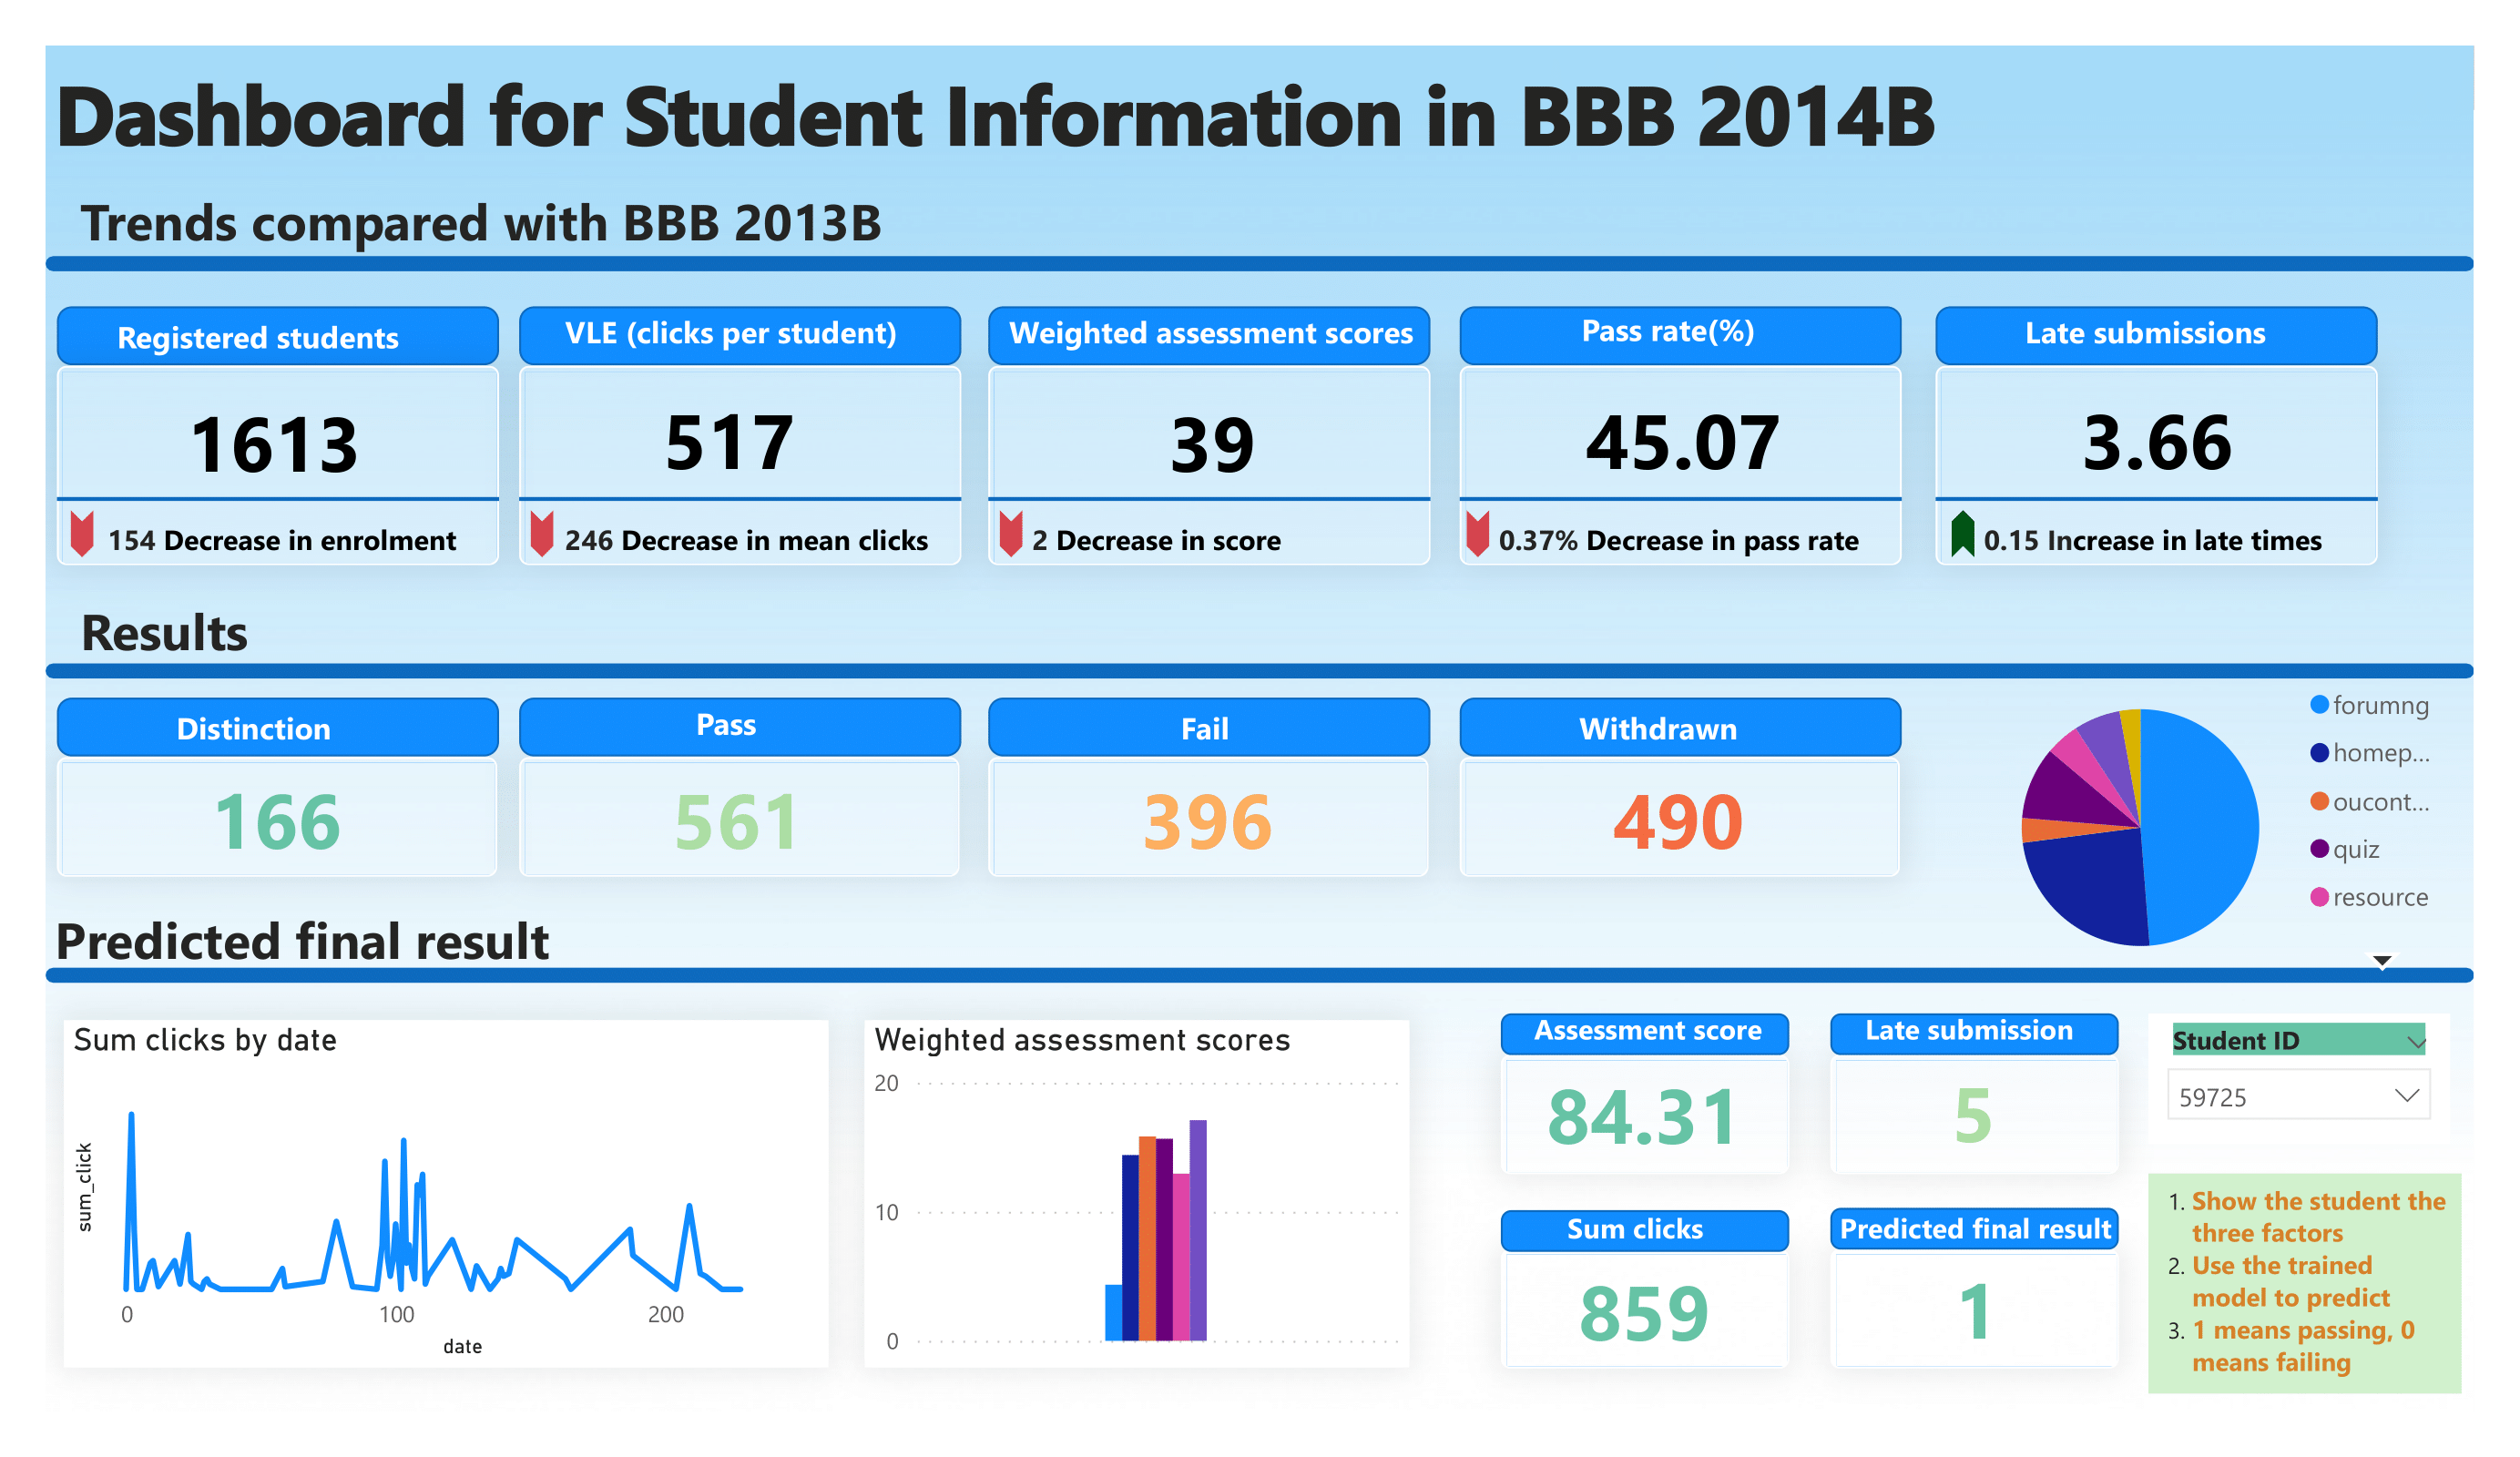 Dashboard for Student Information in BBB 2014B
Trends compared with BBB 2013B
Registered students
1613
154 Decrease in enrolment
VLE (clicks per student)
517
246 Decrease in mean clicks
Weighted assessment scores
39
2 Decrease in score
Pass rate(%)
45.07
0.37% Decrease in pass rate
Late submissions
3.66
0.15 Increase in late times
Results
Distinction
166
Pass
561
Fail
396
Withdrawn
490
forumng
homep...
oucont...
quiz
resource
Predicted final result
Sum clicks by date
sum_click
0
100
200
date
Weighted assessment scores
20
10
0
Assessment score
84.31
Late submission
5
Sum clicks
859
Predicted final result
1
Student ID
59725
1. Show the student the
three factors
2. Use the trained
model to predict
3. 1 means passing, 0
means failing